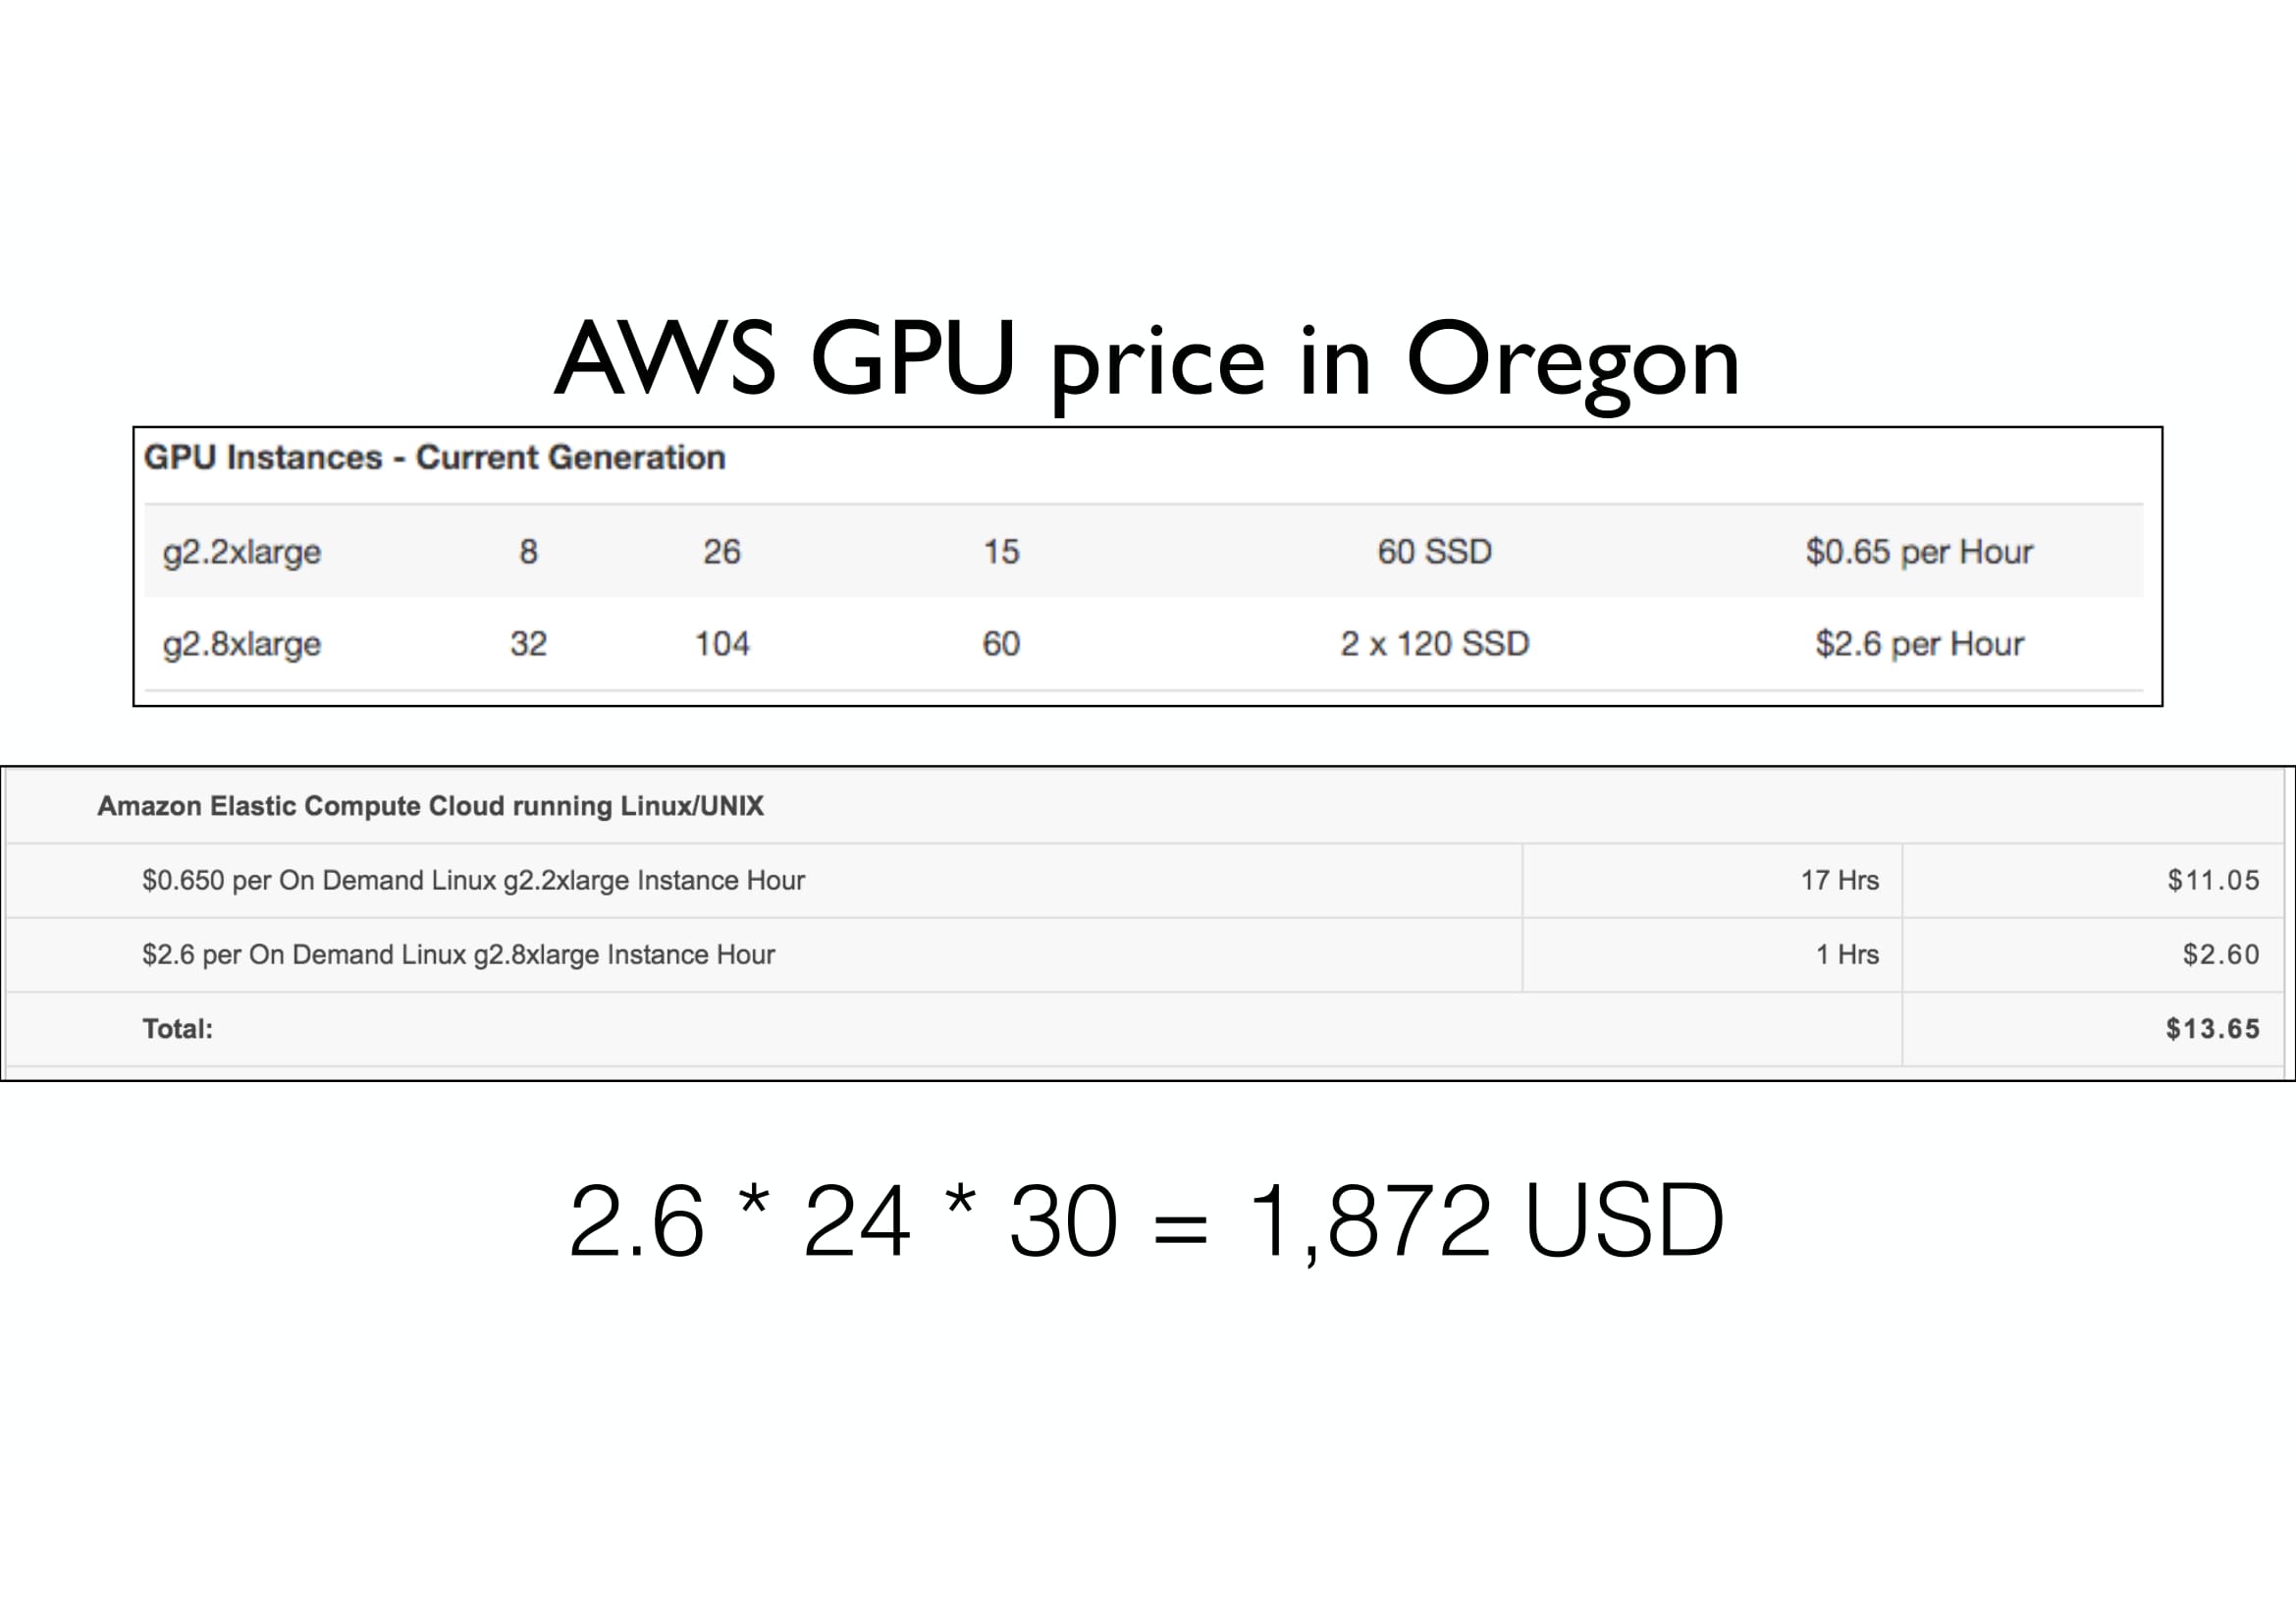 AWS GPU price in Oregon
GPU Instances - Current Generation
g2.2xlarge 8 26 15 60 SSD $0.65 per Hour
g2.8xlarge 32 104 60 2 x 120 SSD $2.6 per Hour
Amazon Elastic Compute Cloud running Linux/UNIX
$0.650 per On Demand Linux g2.2xlarge Instance Hour 17 Hrs $11.05
$2.6 per On Demand Linux g2.8xlarge Instance Hour 1 Hrs $2.60
Total: $13.65
2.6 * 24 * 30 = 1,872 USD